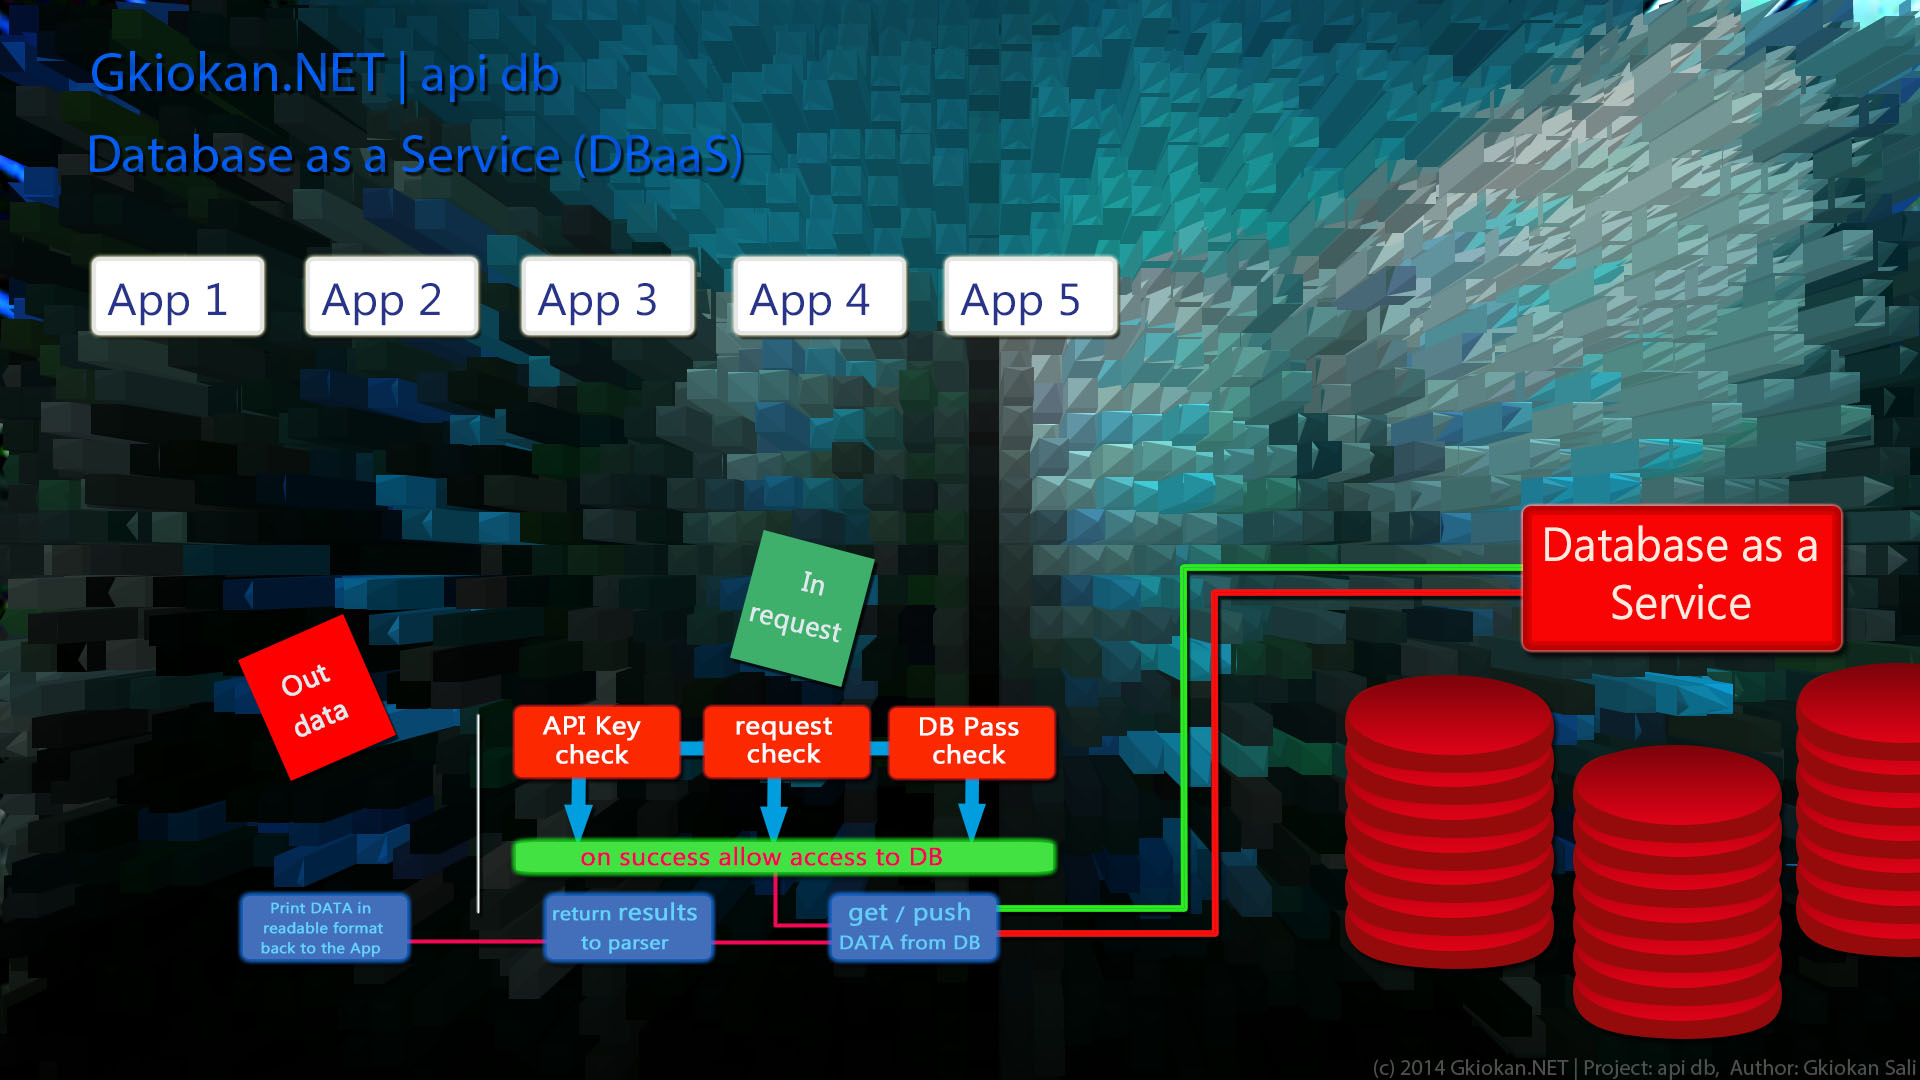 Gkiokan.NET | api db
Database as a Service (DBaaS)
App 1
App 2
App 3
App 4
App 5
Database as a
Service
In
request
Out
data
API Key
check
request
check
DB Pass
check
on success allow access to DB
Print DATA in
readable format
back to the App
return results
to parser
get / push
DATA from DB
(c) 2014 Gkiokan.NET | Project: api db, Author: Gkiokan Sali